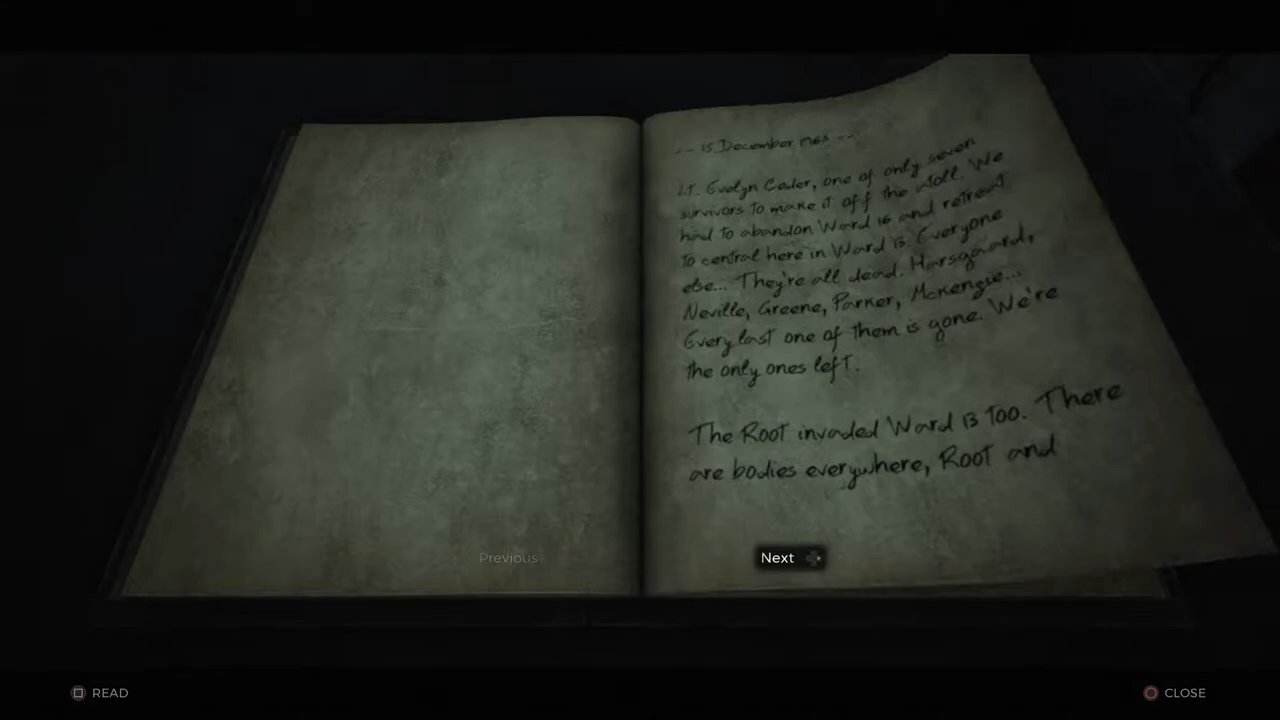 -- 15 December 1968 --
Lt. Evelyn Ceder, one of only seven
survivors to make it off the atoll. We
had to abandon Ward 16 and retreat
to central here in Ward 13. Everyone
else... They're all dead. Harsgaard,
Neville, Greene, Parker, McKenzie...
Every last one of them is gone. We're
the only ones left.
The Root invaded Ward 13 too. There
are bodies everywhere, Root and
Previous
Next
READ
CLOSE